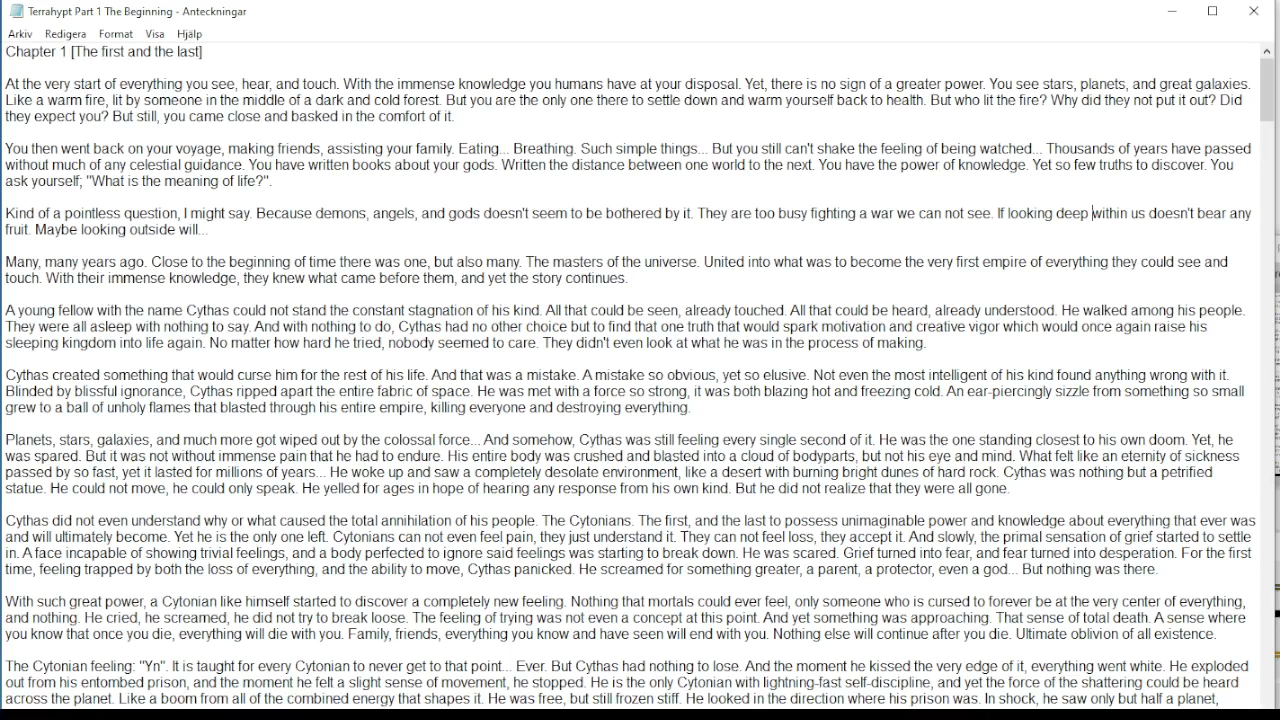 Terrahypt Part 1 The Beginning - Anteckningar
Arkiv Redigera Format Visa Hjälp
Chapter 1 [The first and the last]
At the very start of everything you see, hear, and touch. With the immense knowledge you humans have at your disposal. Yet, there is no sign of a greater power. You see stars, planets, and great galaxies.
Like a warm fire, lit by someone in the middle of a dark and cold forest. But you are the only one there to settle down and warm yourself back to health. But who lit the fire? Why did they not put it out? Did
they expect you? But still, you came close and basked in the comfort of it.
You then went back on your voyage, making friends, assisting your family. Eating... Breathing. Such simple things... But you still can't shake the feeling of being watched... Thousands of years have passed
without much of any celestial guidance. You have written books about your gods. Written the distance between one world to the next. You have the power of knowledge. Yet so few truths to discover. You
ask yourself; "What is the meaning of life?".
Kind of a pointless question, I might say. Because demons, angels, and gods doesn't seem to be bothered by it. They are too busy fighting a war we can not see. If looking deep within us doesn't bear any
fruit. Maybe looking outside will...
Many, many years ago. Close to the beginning of time there was one, but also many. The masters of the universe. United into what was to become the very first empire of everything they could see and
touch. With their immense knowledge, they knew what came before them, and yet the story continues.
A young fellow with the name Cythas could not stand the constant stagnation of his kind. All that could be seen, already touched. All that could be heard, already understood. He walked among his people.
They were all asleep with nothing to say. And with nothing to do, Cythas had no other choice but to find that one truth that would spark motivation and creative vigor which would once again raise his
sleeping kingdom into life again. No matter how hard he tried, nobody seemed to care. They didn't even look at what he was in the process of making.
Cythas created something that would curse him for the rest of his life. And that was a mistake. A mistake so obvious, yet so elusive. Not even the most intelligent of his kind found anything wrong with it.
Blinded by blissful ignorance, Cythas ripped apart the entire fabric of space. He was met with a force so strong, it was both blazing hot and freezing cold. An ear-piercingly sizzle from something so small
grew to a ball of unholy flames that blasted through his entire empire, killing everyone and destroying everything.
Planets, stars, galaxies, and much more got wiped out by the colossal force... And somehow, Cythas was still feeling every single second of it. He was the one standing closest to his own doom. Yet, he
was spared. But it was not without immense pain that he had to endure. His entire body was crushed and blasted into a cloud of bodyparts, but not his eye and mind. What felt like an eternity of sickness
passed by so fast, yet it lasted for millions of years... He woke up and saw a completely desolate environment, like a desert with burning bright dunes of hard rock. Cythas was nothing but a petrified
statue. He could not move, he could only speak. He yelled for ages in hope of hearing any response from his own kind. But he did not realize that they were all gone.
Cythas did not even understand why or what caused the total annihilation of his people. The Cytonians. The first, and the last to possess unimaginable power and knowledge about everything that ever was
and will ultimately become. Yet he is the only one left. Cytonians can not even feel pain, they just understand it. They can not feel loss, they accept it. And slowly, the primal sensation of grief started to settle
in. A face incapable of showing trivial feelings, and a body perfected to ignore said feelings was starting to break down. He was scared. Grief turned into fear, and fear turned into desperation. For the first
time, feeling trapped by both the loss of everything, and the ability to move, Cythas panicked. He screamed for something greater, a parent, a protector, even a god... But nothing was there.
With such great power, a Cytonian like himself started to discover a completely new feeling. Nothing that mortals could ever feel, only someone who is cursed to forever be at the very center of everything,
and nothing. He cried, he screamed, he did not try to break loose. The feeling of trying was not even a concept at this point. And yet something was approaching. That sense of total death. A sense where
you know that once you die, everything will die with you. Family, friends, everything you know and have seen will end with you. Nothing else will continue after you die. Ultimate oblivion of all existence.
The Cytonian feeling: "Yn". It is taught for every Cytonian to never get to that point... Ever. But Cythas had nothing to lose. And the moment he kissed the very edge of it, everything went white. He exploded
out from his entombed prison, and the moment he felt a slight sense of movement, he stopped. He is the only Cytonian with lightning-fast self-discipline, and yet the force of the shattering could be heard
across the planet. Like a boom from all of the combined energy that shapes it. He was free, but still frozen stiff. He looked in the direction where his prison was. In shock, he saw only but half a planet,